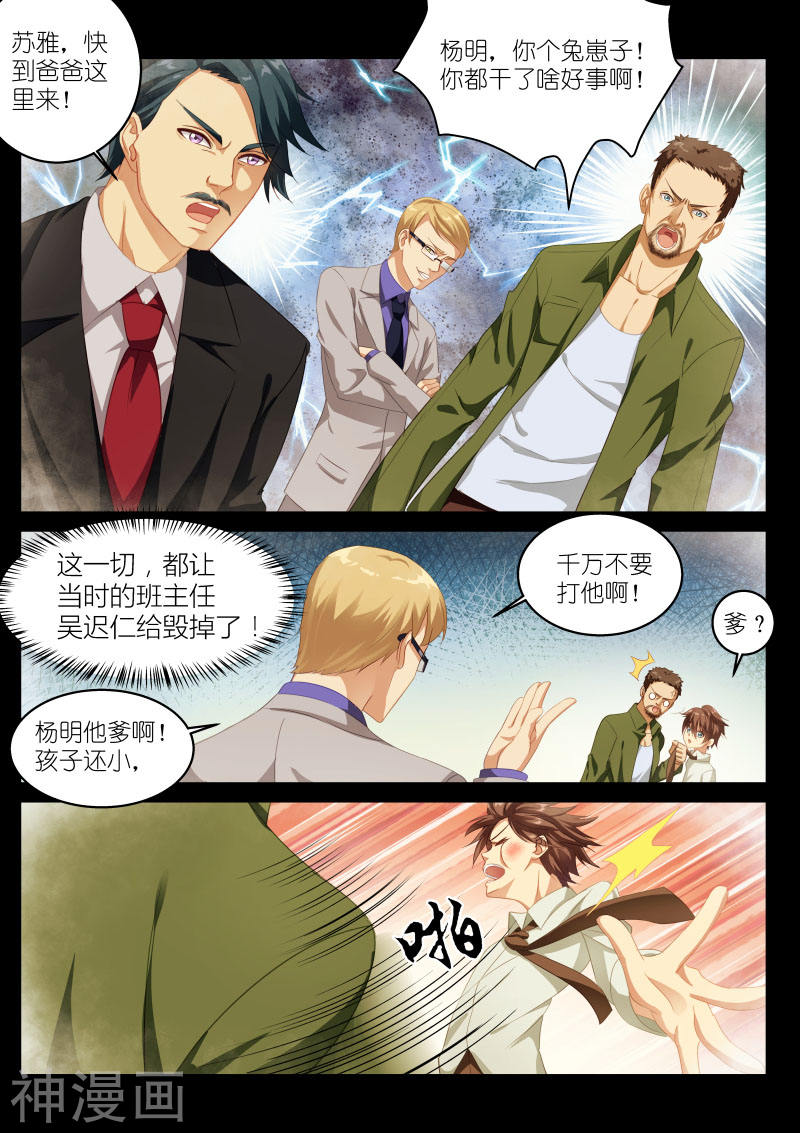 苏雅，快
到爸爸这
里来！
杨明，你个兔崽子！
你都干了啥好事啊！
这一切，都让
当时的班主任
吴迟仁给毁掉了！
千万不要
打他啊！
爹？
杨明他爹啊！
孩子还小，
啪
神漫画